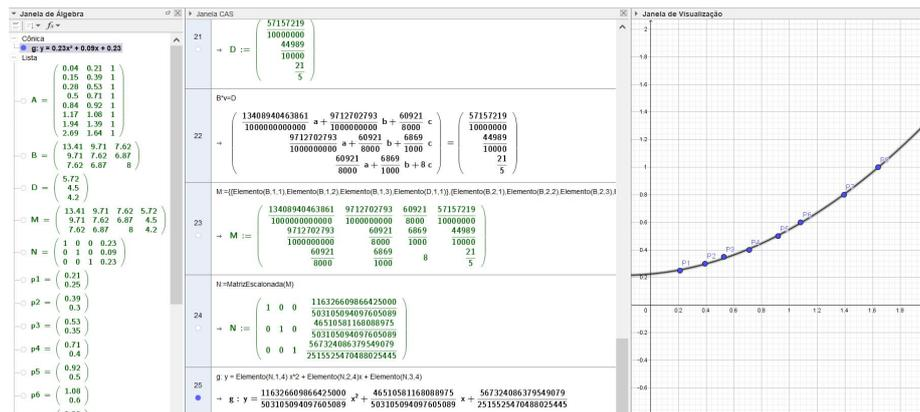 Janela de Álgebra
Cônica
g: y = 0.23x² + 0.09x + 0.23
Lista
A =
0.04 0.21 1
0.15 0.39 1
0.28 0.53 1
0.5 0.71 1
0.84 0.92 1
1.17 1.08 1
1.94 1.39 1
2.69 1.64 1
B =
13.41 9.71 7.62
9.71 7.62 6.87
7.62 6.87 8
D =
5.72
4.5
4.2
M =
13.41 9.71 7.62 5.72
9.71 7.62 6.87 4.5
7.62 6.87 8 4.2
N =
1 0 0 0.23
0 1 0 0.09
0 0 1 0.23
p1 =
0.21
0.25
p2 =
0.39
0.3
p3 =
0.53
0.35
p4 =
0.71
0.4
p5 =
0.92
0.5
p6 =
1.08
0.6
Janela CAS
21
→ D :=
57157219
10000000
44989
10000
21
5
22
B*v=D
→
13408940463861/1000000000000 a + 9712702793/1000000000 b + 60921/8000 c
9712702793/1000000000 a + 60921/8000 b + 6869/1000 c
60921/8000 a + 6869/1000 b + 8 c
=
57157219/10000000
44989/10000
21/5
23
M:={{Elemento(B,1,1),Elemento(B,1,2),Elemento(B,1,3),Elemento(D,1,1)},{Elemento(B,2,1),Elemento(B,2,2),Elemento(B,2,3),
→ M :=
13408940463861/1000000000000 9712702793/1000000000 60921/8000 57157219/10000000
9712702793/1000000000 60921/8000 6869/1000 44989/10000
60921/8000 6869/1000 8 21/5
24
N:=MatrizEscalonada(M)
→ N :=
1 0 0 116326609866425000/503105094097605089
0 1 0 46510581168088975/503105094097605089
0 0 1 567324086379549079/2515525470488025445
25
g: y = Elemento(N,1,4) x^2 + Elemento(N,2,4)x + Elemento(N,3,4)
→ g : y = 116326609866425000/503105094097605089 x² + 46510581168088975/503105094097605089 x + 567324086379549079/2515525470488025445
Janela de Visualização
2
1.8
1.6
1.4
1.2
1
0.8
0.6
0.4
0.2
0
-0.2
-0.4
-0.6
0 0.2 0.4 0.6 0.8 1 1.2 1.4 1.6 1.8
P1
P2
P3
P4
P5
P6
P7
P8